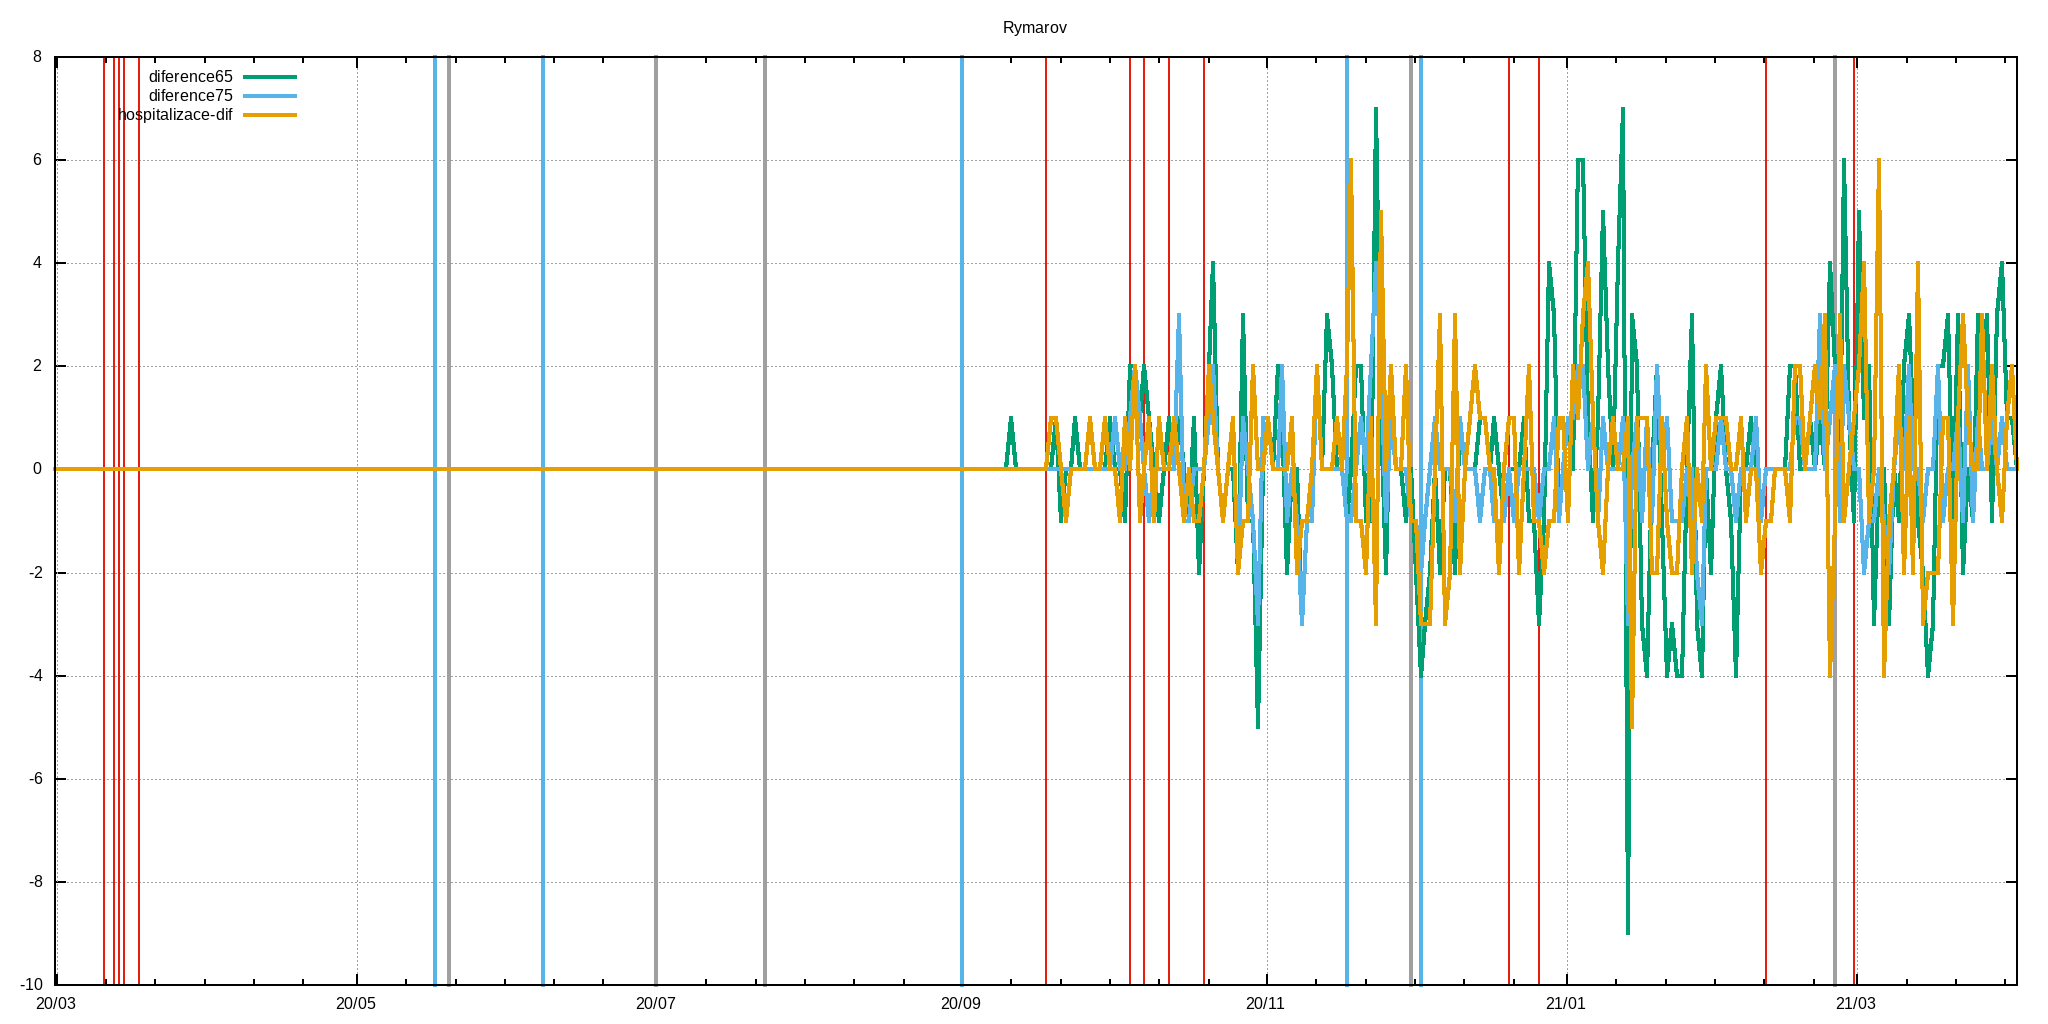 Rymarov
8
diference65
diference75
hospitalizace-dif
6
4
2
0
-2
-4
-6
-8
-10
20/03 20/05 20/07 20/09 20/11 21/01 21/03